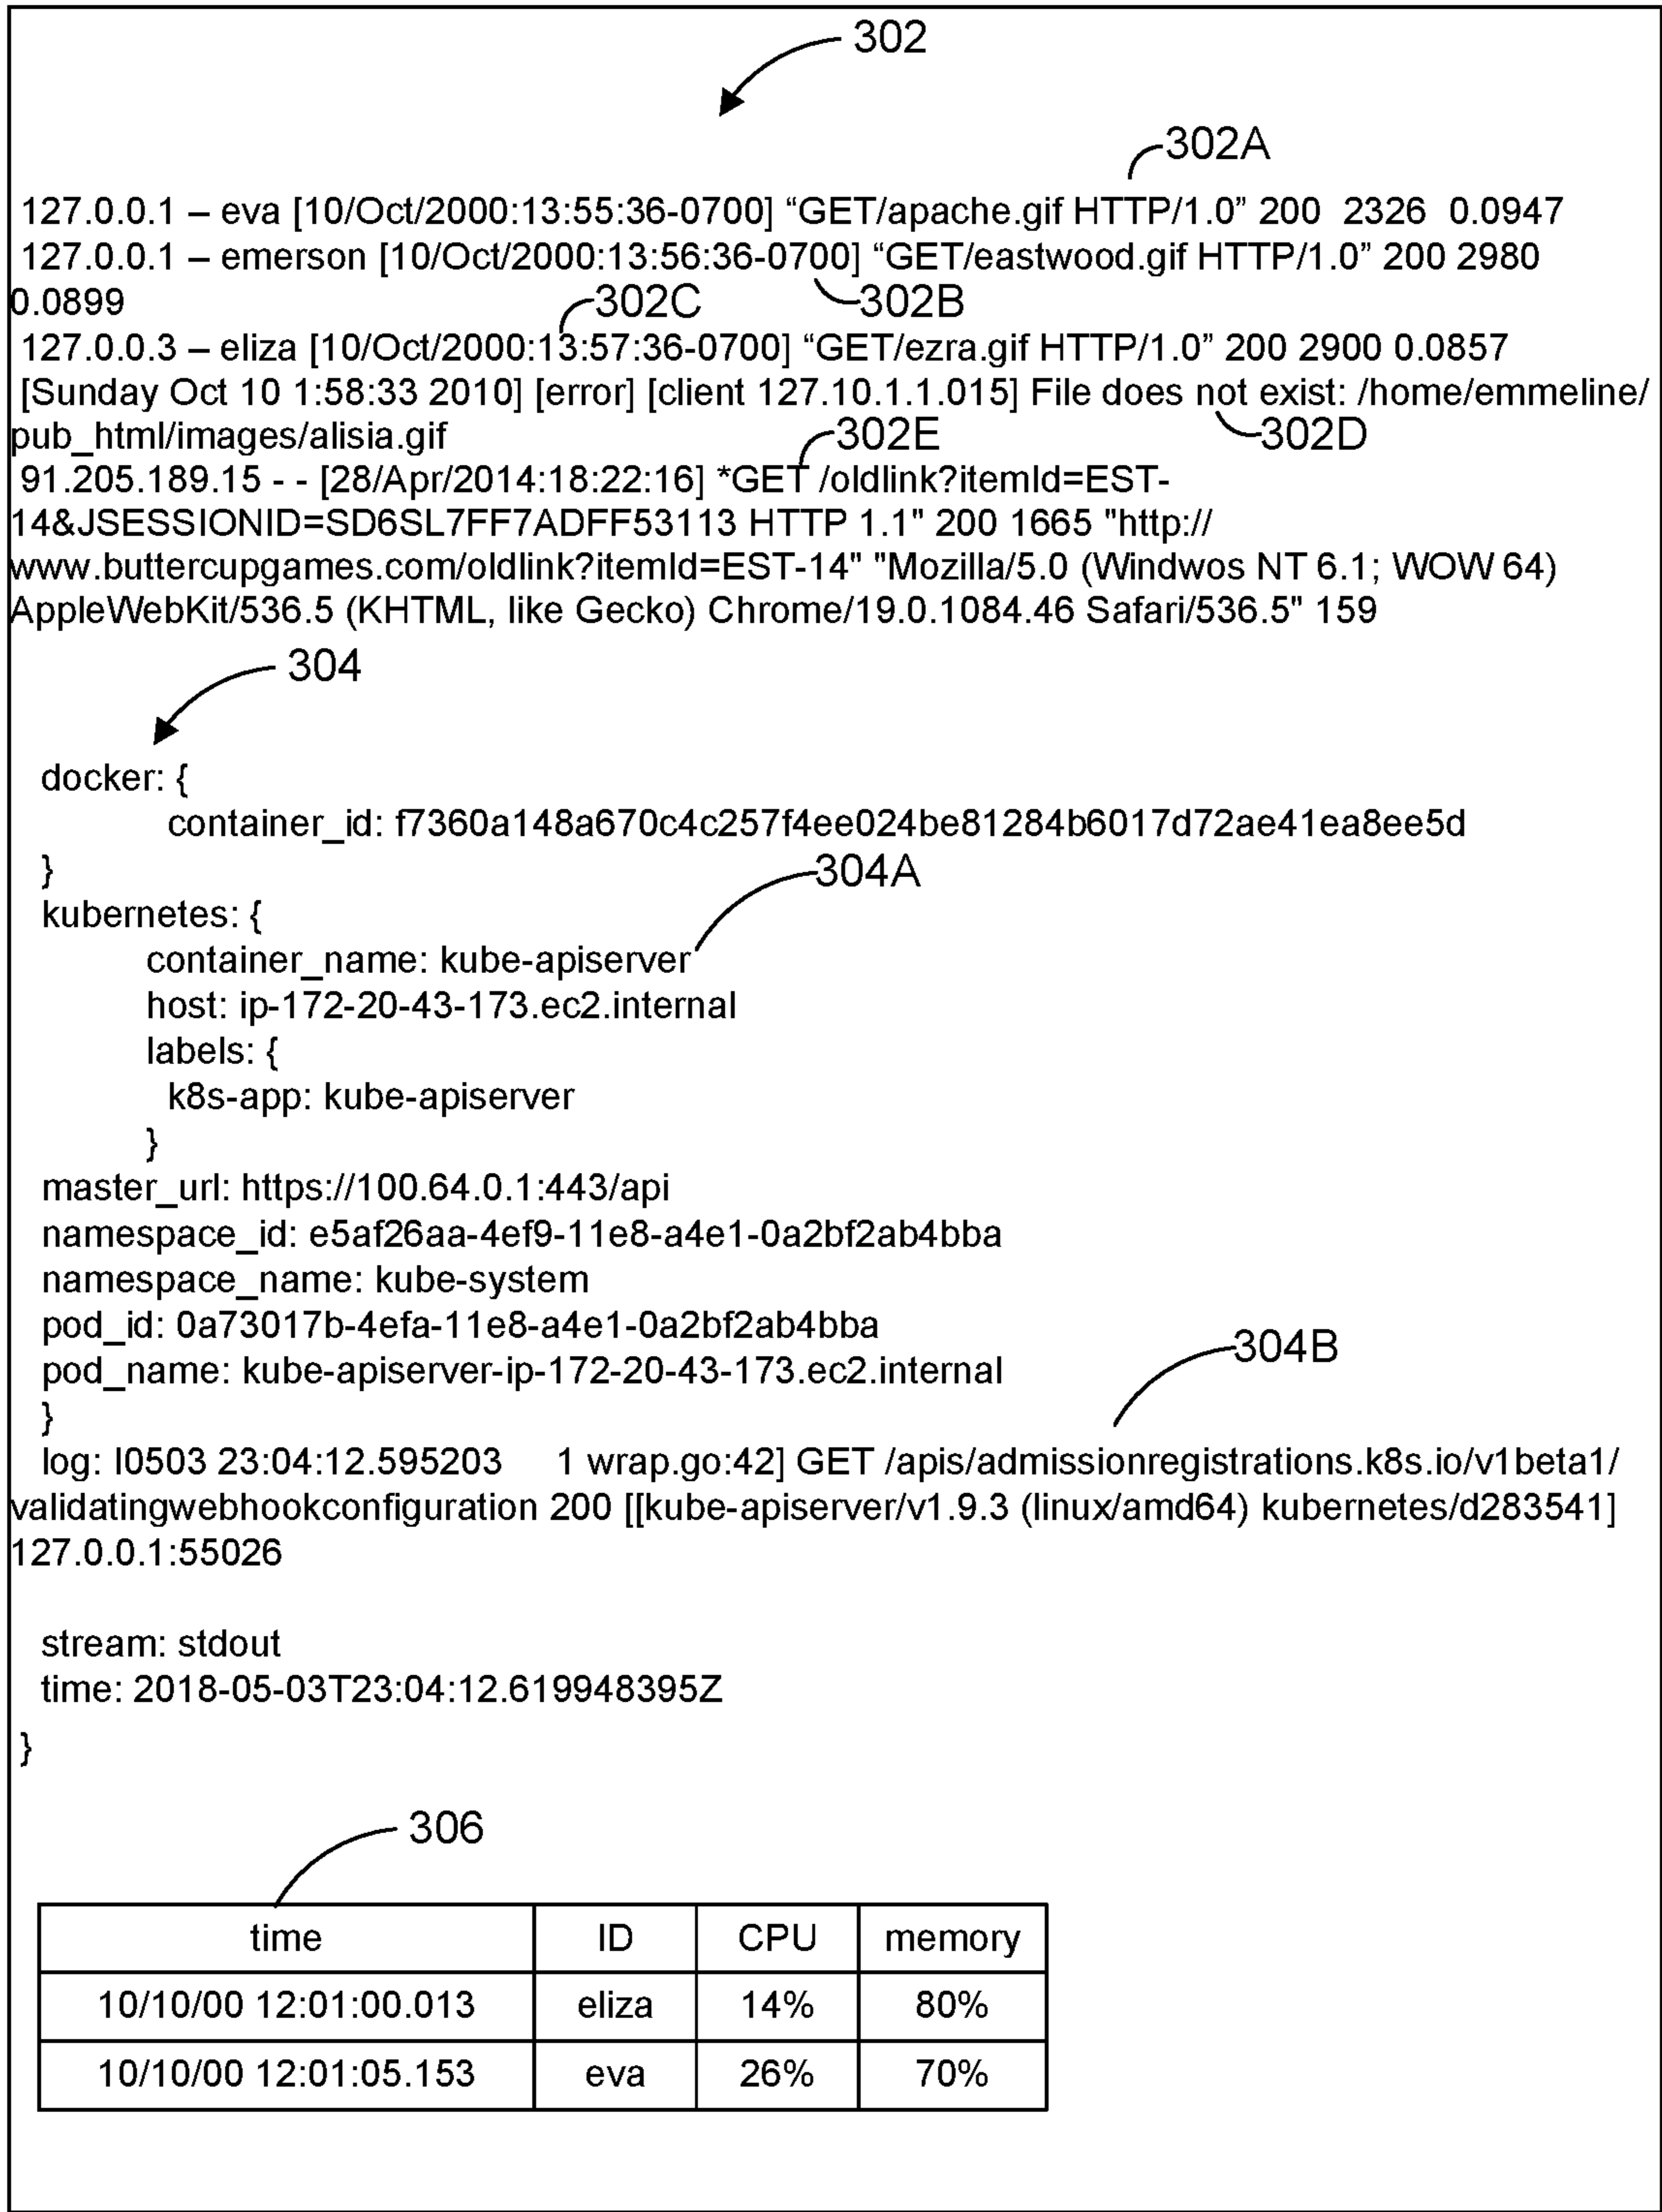 302
302A
127.0.0.1 – eva [10/Oct/2000:13:55:36-0700] “GET/apache.gif HTTP/1.0” 200 2326 0.0947
127.0.0.1 – emerson [10/Oct/2000:13:56:36-0700] “GET/eastwood.gif HTTP/1.0” 200 2980
0.0899
302C
302B
127.0.0.3 – eliza [10/Oct/2000:13:57:36-0700] “GET/ezra.gif HTTP/1.0” 200 2900 0.0857
[Sunday Oct 10 1:58:33 2010] [error] [client 127.10.1.1.015] File does not exist: /home/emmeline/
pub_html/images/alisia.gif
302E
302D
91.205.189.15 - - [28/Apr/2014:18:22:16] *GET /oldlink?itemId=EST-
14&JSESSIONID=SD6SL7FF7ADFF53113 HTTP 1.1" 200 1665 "http://
www.buttercupgames.com/oldlink?itemId=EST-14" "Mozilla/5.0 (Windwos NT 6.1; WOW 64)
AppleWebKit/536.5 (KHTML, like Gecko) Chrome/19.0.1084.46 Safari/536.5" 159
304
docker: {
container_id: f7360a148a670c4c257f4ee024be81284b6017d72ae41ea8ee5d
}
304A
kubernetes: {
container_name: kube-apiserver
host: ip-172-20-43-173.ec2.internal
labels: {
k8s-app: kube-apiserver
}
master_url: https://100.64.0.1:443/api
namespace_id: e5af26aa-4ef9-11e8-a4e1-0a2bf2ab4bba
namespace_name: kube-system
pod_id: 0a73017b-4efa-11e8-a4e1-0a2bf2ab4bba
304B
pod_name: kube-apiserver-ip-172-20-43-173.ec2.internal
}
log: I0503 23:04:12.595203 1 wrap.go:42] GET /apis/admissionregistrations.k8s.io/v1beta1/
validatingwebhookconfiguration 200 [[kube-apiserver/v1.9.3 (linux/amd64) kubernetes/d283541]
127.0.0.1:55026
stream: stdout
time: 2018-05-03T23:04:12.619948395Z
}
306
time ID CPU memory
10/10/00 12:01:00.013 eliza 14% 80%
10/10/00 12:01:05.153 eva 26% 70%